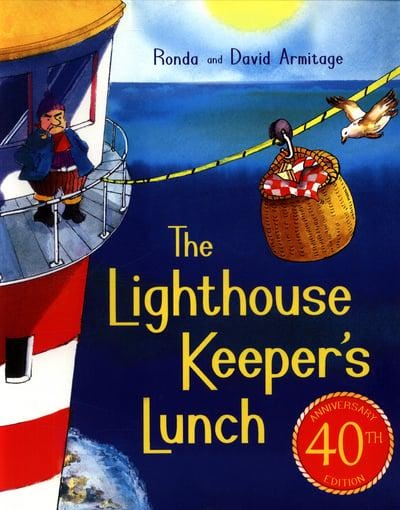 Ronda and David Armitage
The
Lighthouse
Keeper's
Lunch
ANNIVERSARY
40TH
EDITION